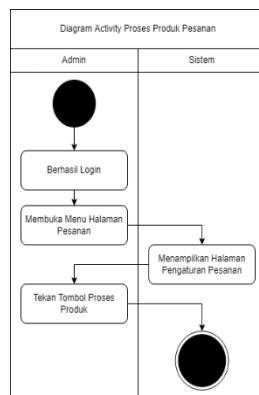 Diagram Activity Proses Produk Pesanan
Admin
Sistem
Berhasil Login
Membuka Menu Halaman
Pesanan
Menampilkan Halaman
Pengaturan Pesanan
Tekan Tombol Proses
Produk